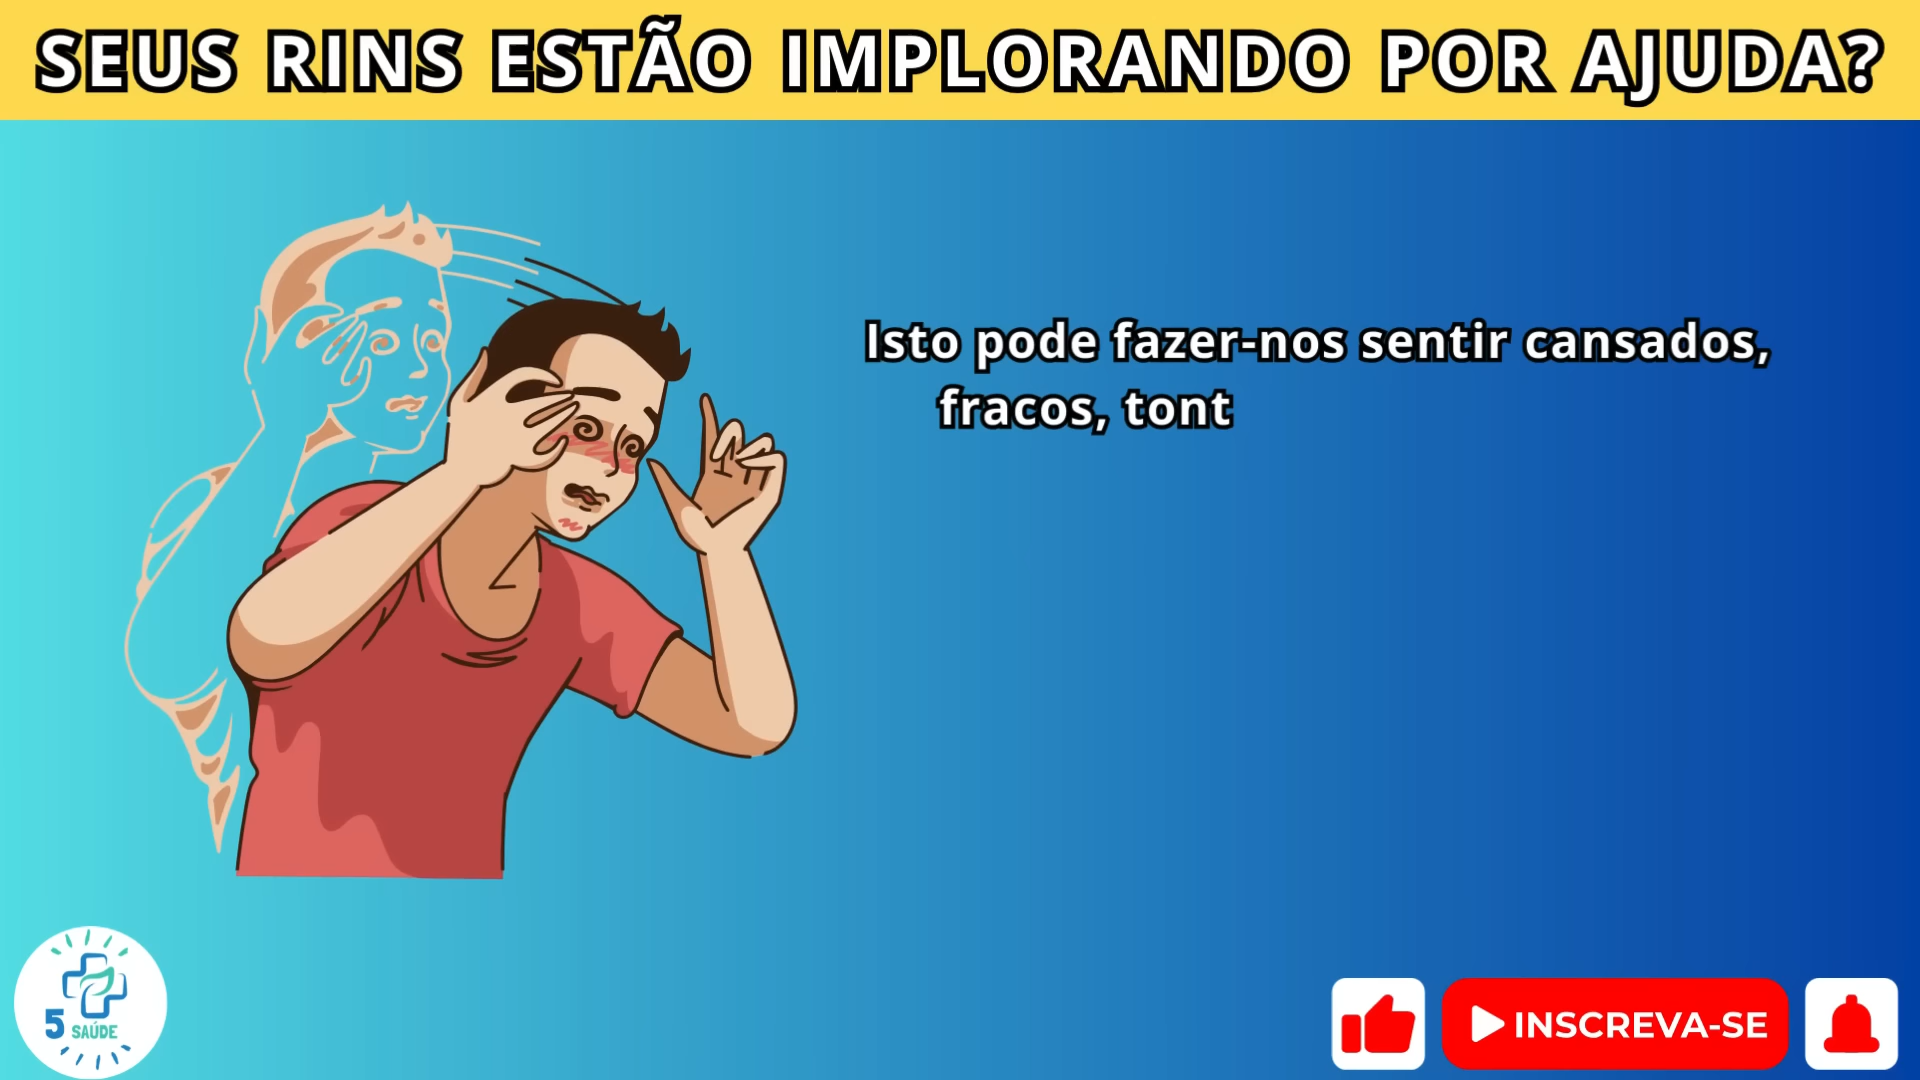 SEUS RINS ESTÃO IMPLORANDO POR AJUDA?
Isto pode fazer-nos sentir cansados,
fracos, tont
5 SAÚDE
INSCREVA-SE